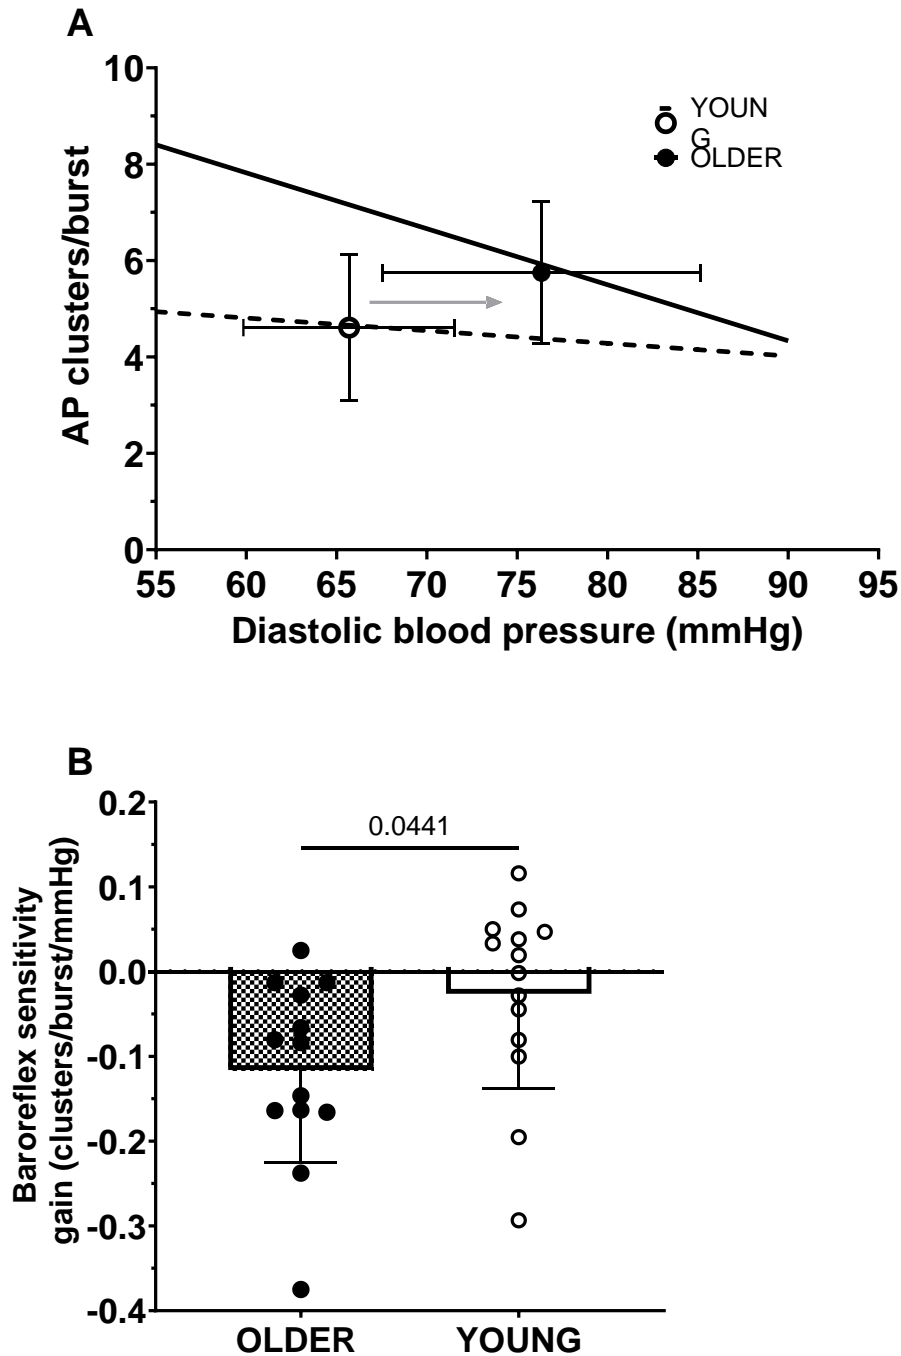 A
10
8
6
4
2
0
AP clusters/burst
YOUN
G
OLDER
55 60 65 70 75 80 85 90 95
Diastolic blood pressure (mmHg)
B
0.2
0.1
0.0
-0.1
-0.2
-0.3
-0.4
Baroreflex sensitivity
gain (clusters/burst/mmHg)
0.0441
OLDER YOUNG